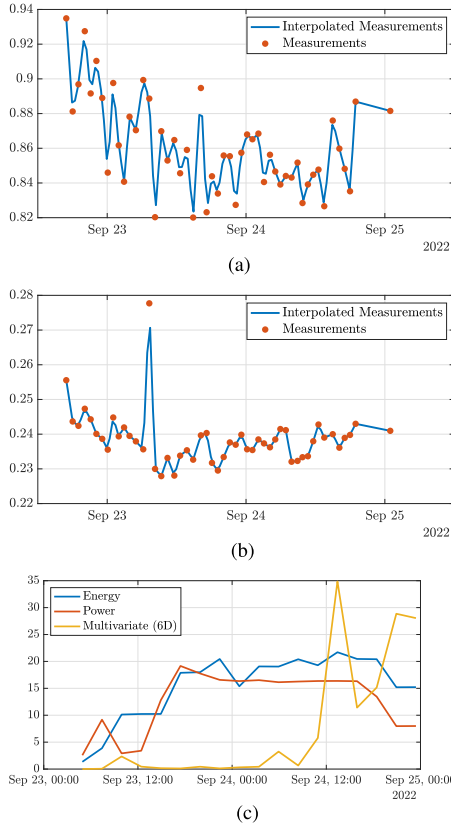 0.94
0.92
0.9
0.88
0.86
0.84
0.82
Interpolated Measurements
Measurements
Sep 23
Sep 24
Sep 25
2022
(a)
0.28
0.27
0.26
0.25
0.24
0.23
0.22
Interpolated Measurements
Measurements
Sep 23
Sep 24
Sep 25
2022
(b)
35
30
25
20
15
10
5
0
Energy
Power
Multivariate (6D)
Sep 23, 00:00
Sep 23, 12:00
Sep 24, 00:00
Sep 24, 12:00
Sep 25, 00:00
2022
(c)